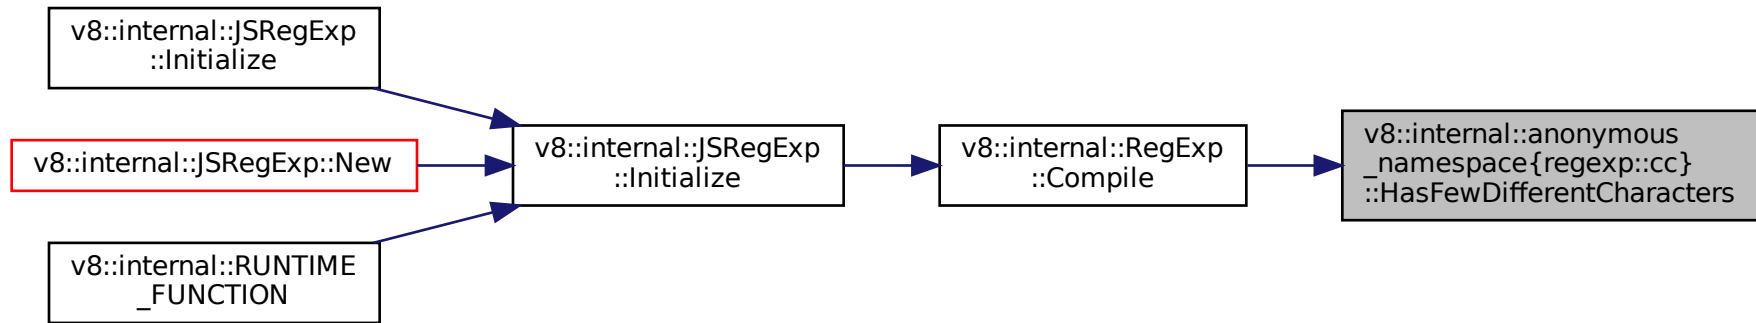 v8::internal::JSRegExp
::Initialize
v8::internal::JSRegExp::New
v8::internal::RUNTIME
_FUNCTION
v8::internal::JSRegExp
::Initialize
v8::internal::RegExp
::Compile
v8::internal::anonymous
_namespace{regexp::cc}
::HasFewDifferentCharacters